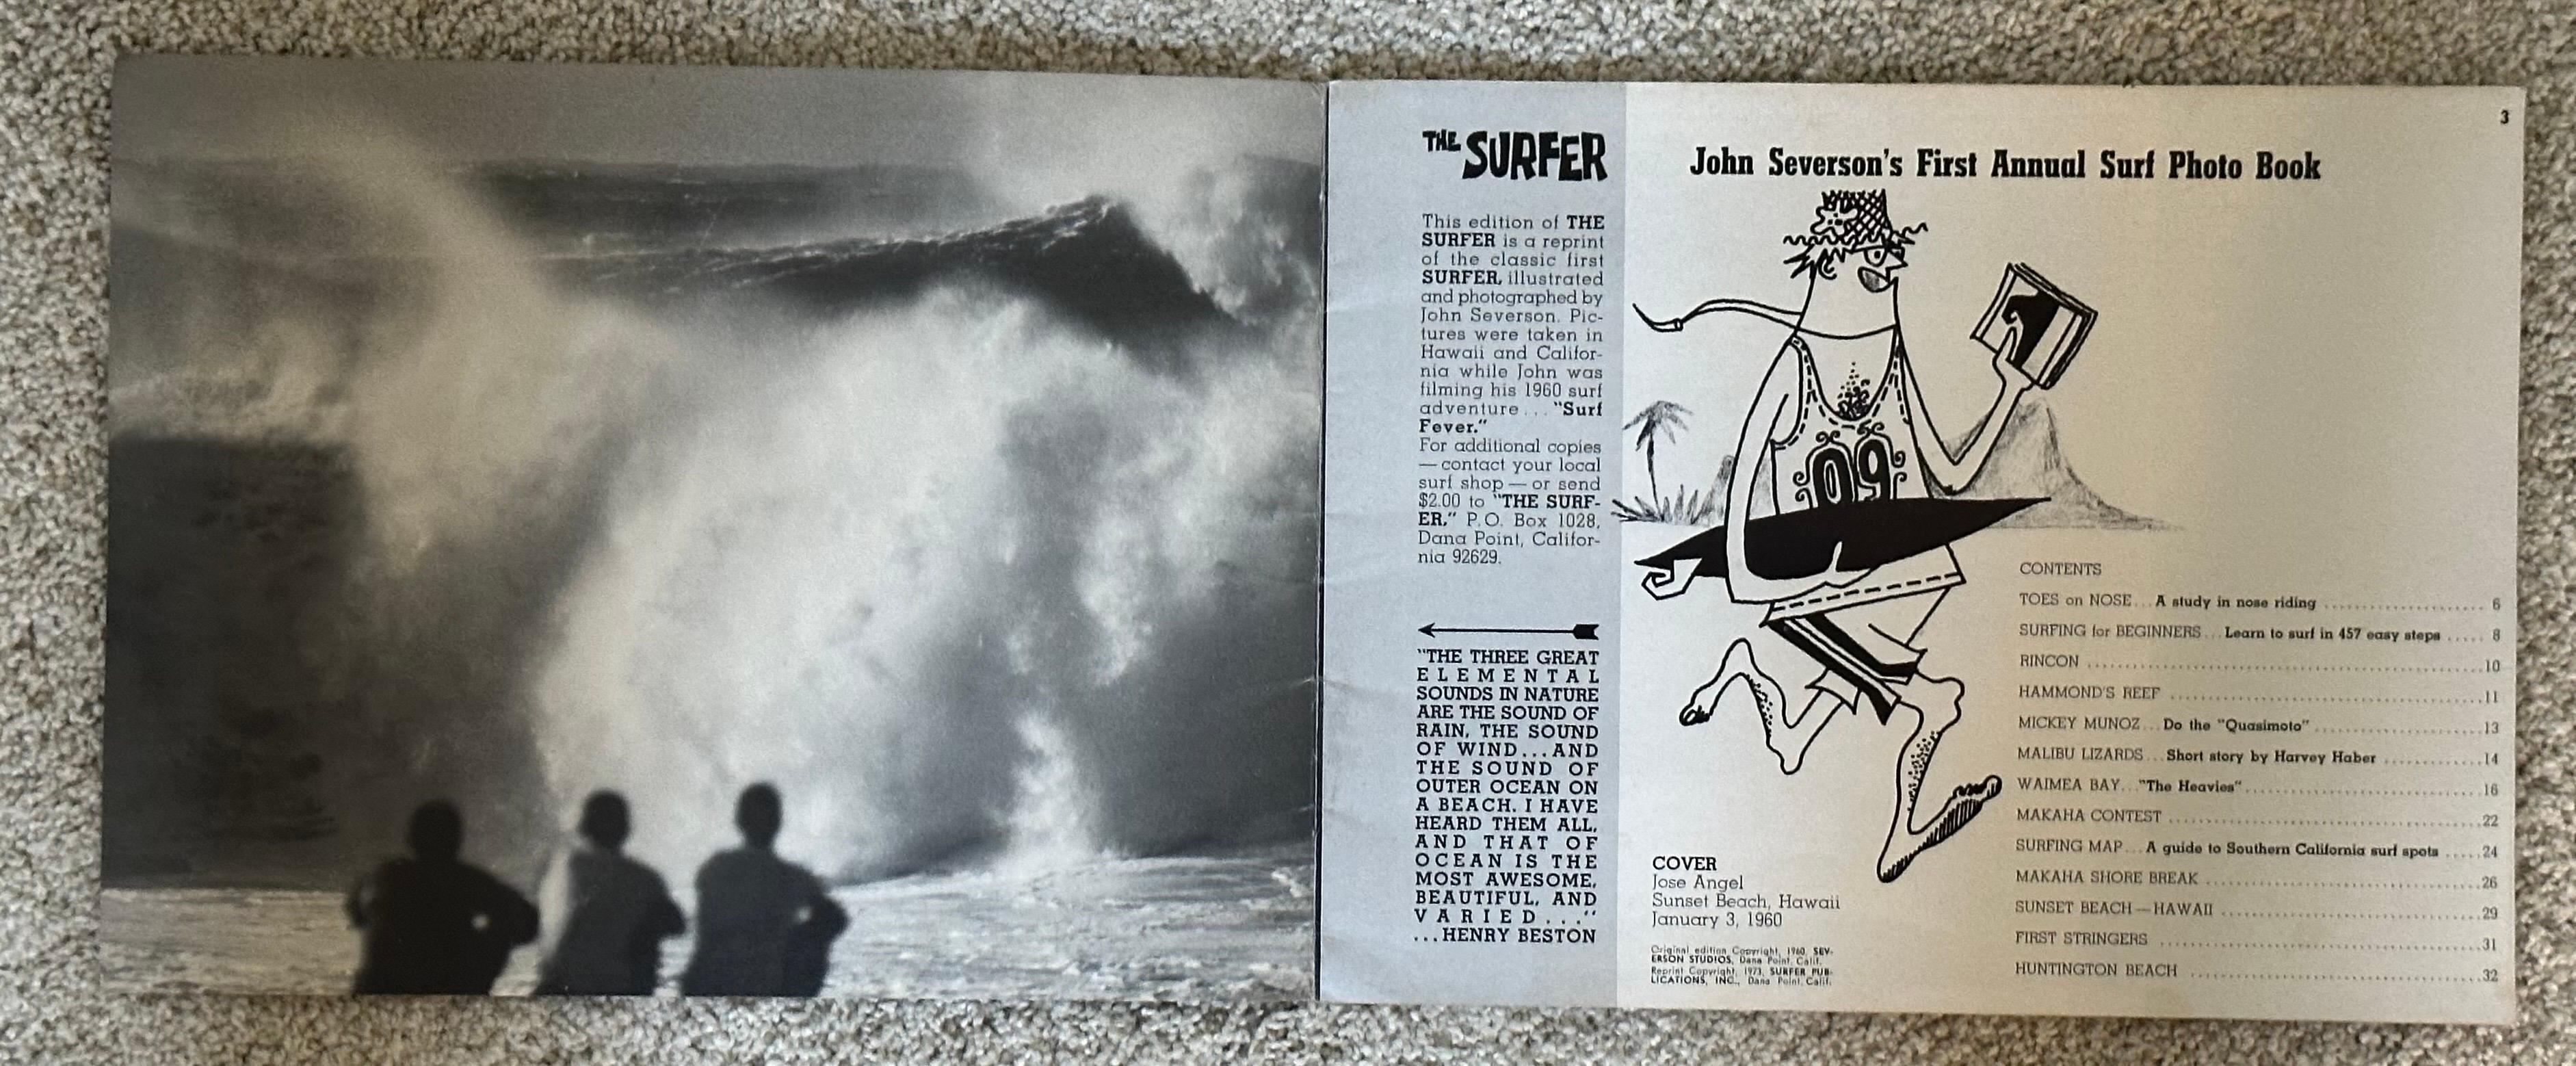 3
THE SURFER
This edition of THE
SURFER is a reprint
of the classic first
SURFER, illustrated
and photographed by
John Severson. Pic-
tures were taken in
Hawaii and Califor-
nia while John was
filming his 1960 surf
adventure . . . "Surf
Fever."
For additional copies
— contact your local
surf shop — or send
$2.00 to "THE SURF-
ER," P.O. Box 1028,
Dana Point, Califor-
nia 92629.
"THE THREE GREAT
ELEMENTAL
SOUNDS IN NATURE
ARE THE SOUND OF
RAIN, THE SOUND
OF WIND...AND
THE SOUND OF
OUTER OCEAN ON
A BEACH. I HAVE
HEARD THEM ALL,
AND THAT OF
OCEAN IS THE
MOST AWESOME,
BEAUTIFUL, AND
VARIED..."
...HENRY BESTON
John Severson's First Annual Surf Photo Book
09
COVER
Jose Angel
Sunset Beach, Hawaii
January 3, 1960
Original edition Copyright, 1960, SEV-
ERSON STUDIOS, Dana Point, Calif.
Reprint Copyright, 1973, SURFER PUB-
LICATIONS, INC., Dana Point, Calif.
CONTENTS
TOES on NOSE...A study in nose riding ........ 6
SURFING for BEGINNERS...Learn to surf in 457 easy steps ..... 8
RINCON ........ 10
HAMMOND'S REEF ........ 11
MICKEY MUNOZ...Do the "Quasimoto" ........ 13
MALIBU LIZARDS...Short story by Harvey Haber ........ 14
WAIMEA BAY..."The Heavies" ........ 16
MAKAHA CONTEST ........ 22
SURFING MAP...A guide to Southern California surf spots ..... 24
MAKAHA SHORE BREAK ........ 26
SUNSET BEACH — HAWAII ........ 29
FIRST STRINGERS ........ 31
HUNTINGTON BEACH ........ 32